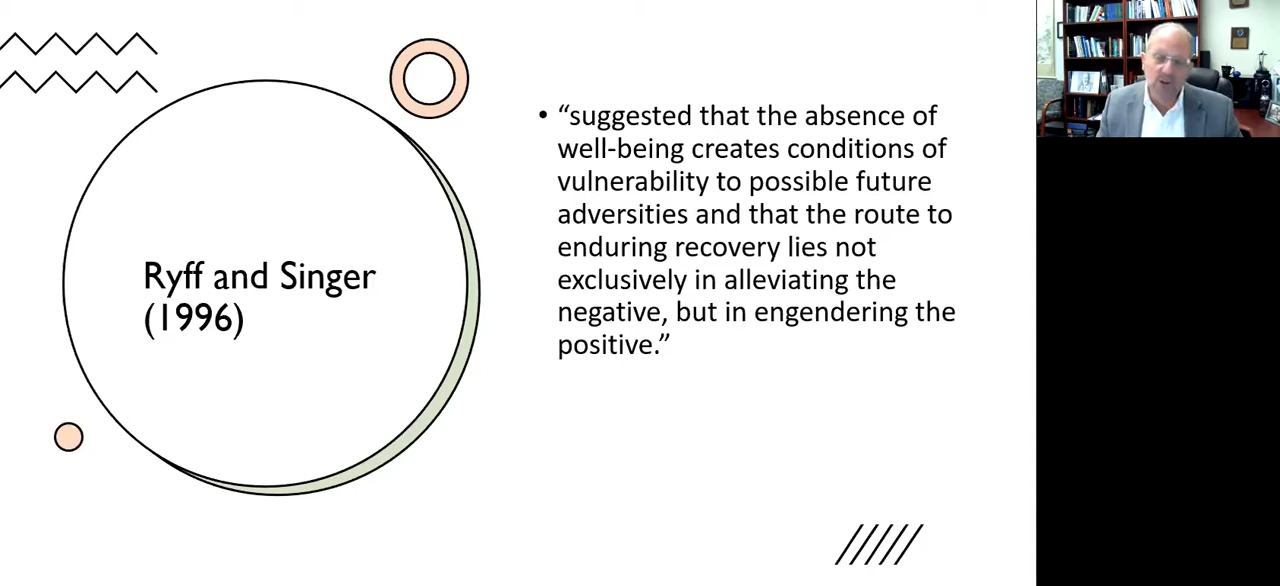 Ryff and Singer
(1996)
• “suggested that the absence of
well-being creates conditions of
vulnerability to possible future
adversities and that the route to
enduring recovery lies not
exclusively in alleviating the
negative, but in engendering the
positive.”